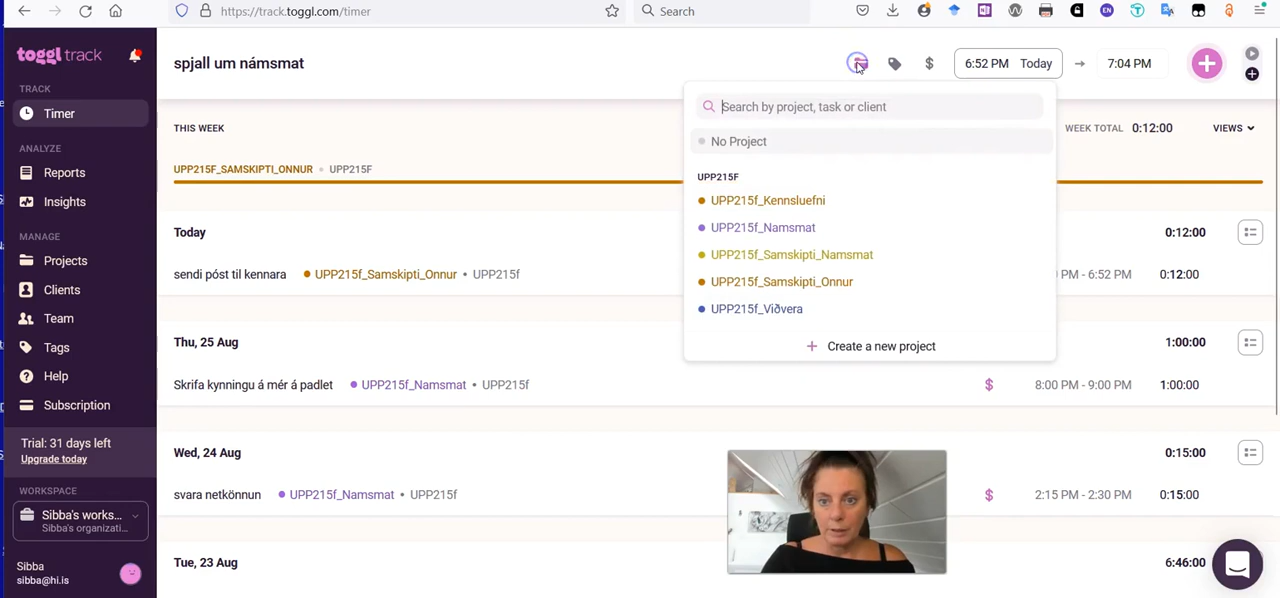 https://track.toggl.com/timer
Search
EN
toggl track
spjall um námsmat
$
6:52 PM Today
→
7:04 PM
TRACK
Timer
Search by project, task or client
THIS WEEK
WEEK TOTAL 0:12:00
VIEWS
No Project
ANALYZE
Reports
UPP215F_SAMSKIPTI_ONNUR • UPP215F
UPP215F
Insights
UPP215f_Kennsluefni
UPP215f_Namsmat
UPP215f_Samskipti_Namsmat
UPP215f_Samskipti_Onnur
UPP215f_Viðvera
+ Create a new project
MANAGE
Projects
Clients
Team
Tags
Help
Subscription
Today
0:12:00
sendi póst til kennara • UPP215f_Samskipti_Onnur • UPP215f
PM - 6:52 PM 0:12:00
Thu, 25 Aug
1:00:00
Skrifa kynningu á mér á padlet • UPP215f_Namsmat • UPP215f
$ 8:00 PM - 9:00 PM 1:00:00
Wed, 24 Aug
0:15:00
svara netkönnun • UPP215f_Namsmat • UPP215f
$ 2:15 PM - 2:30 PM 0:15:00
Tue, 23 Aug
6:46:00
Trial: 31 days left
Upgrade today
WORKSPACE
Sibba's works...
Sibba's organizati...
Sibba
sibba@hi.is